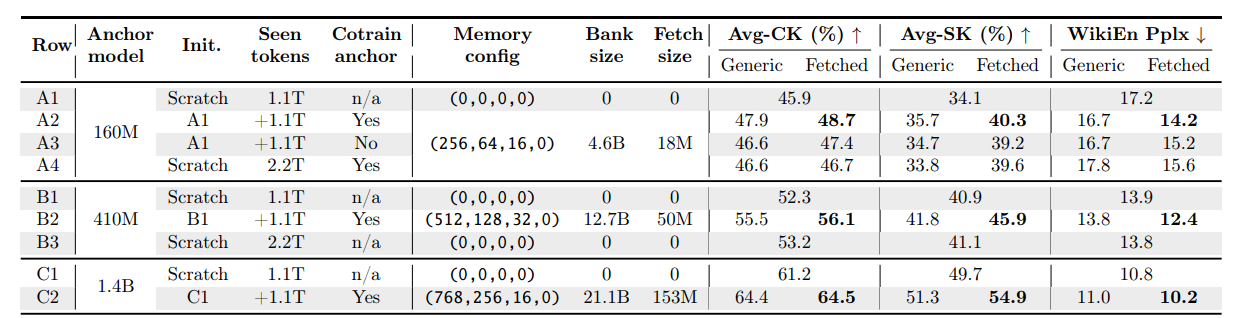 Row Anchor model Init. Seen tokens Cotrain anchor Memory config Bank size Fetch size Avg-CK (%) ↑ Avg-SK (%) ↑ WikiEn Pplx ↓
Generic Fetched Generic Fetched Generic Fetched
A1 Scratch 1.1T n/a (0,0,0,0) 0 0 45.9 34.1 17.2
A2 A1 +1.1T Yes 47.9 48.7 35.7 40.3 16.7 14.2
160M
A3 A1 +1.1T No (256,64,16,0) 4.6B 18M 46.6 47.4 34.7 39.2 16.7 15.2
A4 Scratch 2.2T Yes 46.6 46.7 33.8 39.6 17.8 15.6
B1 Scratch 1.1T n/a (0,0,0,0) 0 0 52.3 40.9 13.9
B2 410M B1 +1.1T Yes (512,128,32,0) 12.7B 50M 55.5 56.1 41.8 45.9 13.8 12.4
B3 Scratch 2.2T n/a (0,0,0,0) 0 0 53.2 41.1 13.8
C1 Scratch 1.1T n/a (0,0,0,0) 0 0 61.2 49.7 10.8
1.4B
C2 C1 +1.1T Yes (768,256,16,0) 21.1B 153M 64.4 64.5 51.3 54.9 11.0 10.2